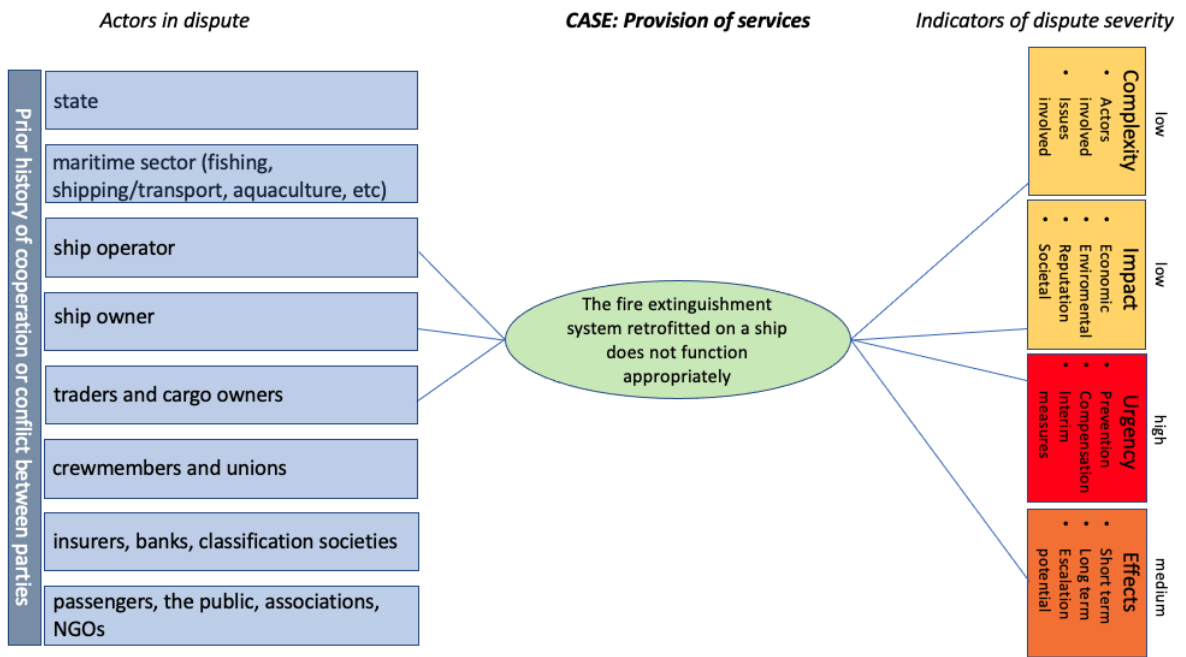 Actors in dispute
CASE: Provision of services
Indicators of dispute severity
Prior history of cooperation or conflict between parties
state
maritime sector (fishing,
shipping/transport, aquaculture, etc)
ship operator
ship owner
traders and cargo owners
crewmembers and unions
insurers, banks, classification societies
passengers, the public, associations,
NGOs
The fire extinguishment
system retrofitted on a ship
does not function
appropriately
Complexity
• Actors
involved
• Issues
involved
low
Impact
• Economic
• Enviromental
• Reputation
• Societal
low
Urgency
• Prevention
• Compensation
• Interim
measures
high
Effects
• Short term
• Long term
• Escalation
potential
medium